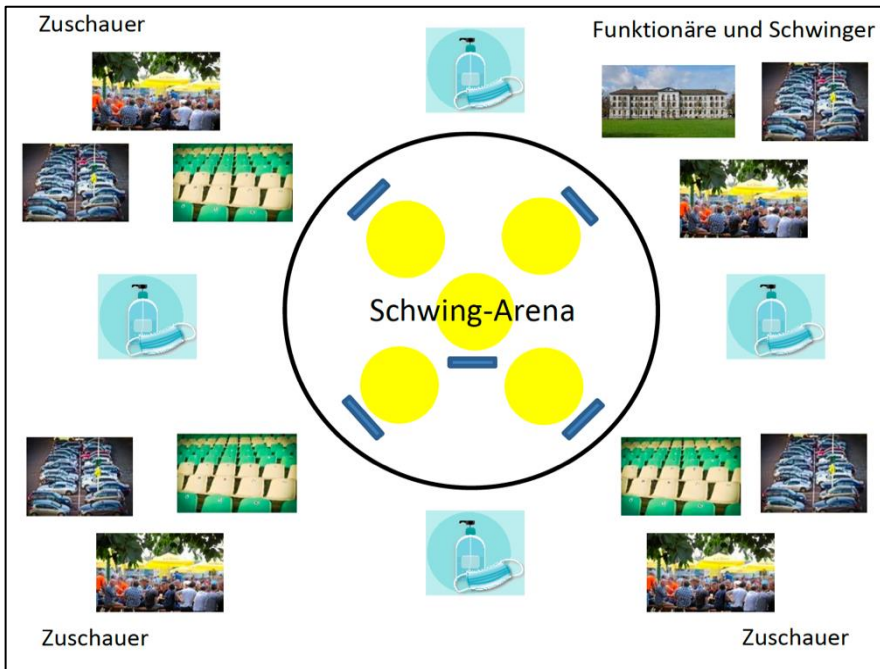 Zuschauer
Funktionäre und Schwinger
Schwing-Arena
Zuschauer
Zuschauer